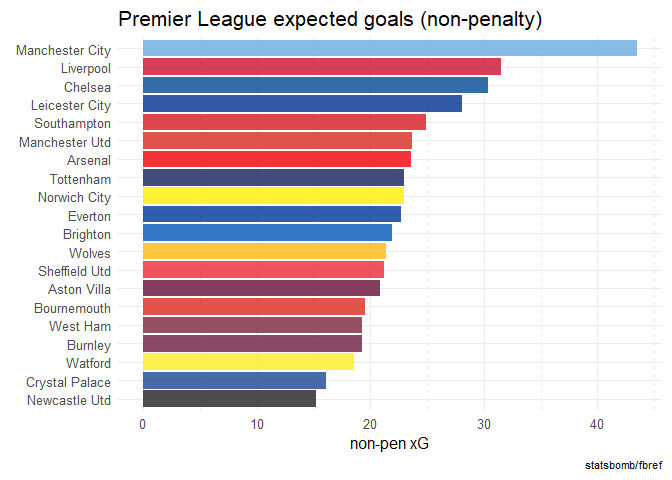 Premier League expected goals (non-penalty)
Manchester City
Liverpool
Chelsea
Leicester City
Southampton
Manchester Utd
Arsenal
Tottenham
Norwich City
Everton
Brighton
Wolves
Sheffield Utd
Aston Villa
Bournemouth
West Ham
Burnley
Watford
Crystal Palace
Newcastle Utd
0 10 20 30 40
non-pen xG
statsbomb/fbref